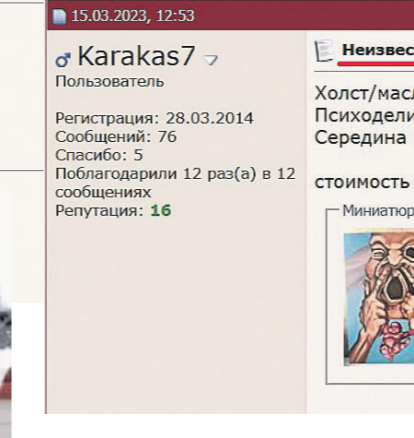 15.03.2023, 12:53
Karakas7
Пользователь
Регистрация: 28.03.2014
Сообщений: 76
Спасибо: 5
Поблагодарили 12 раз(а) в 12
сообщениях
Репутация: 16
Неизвес
Холст/мас
Психодели
Середина
стоимость
Миниатюр